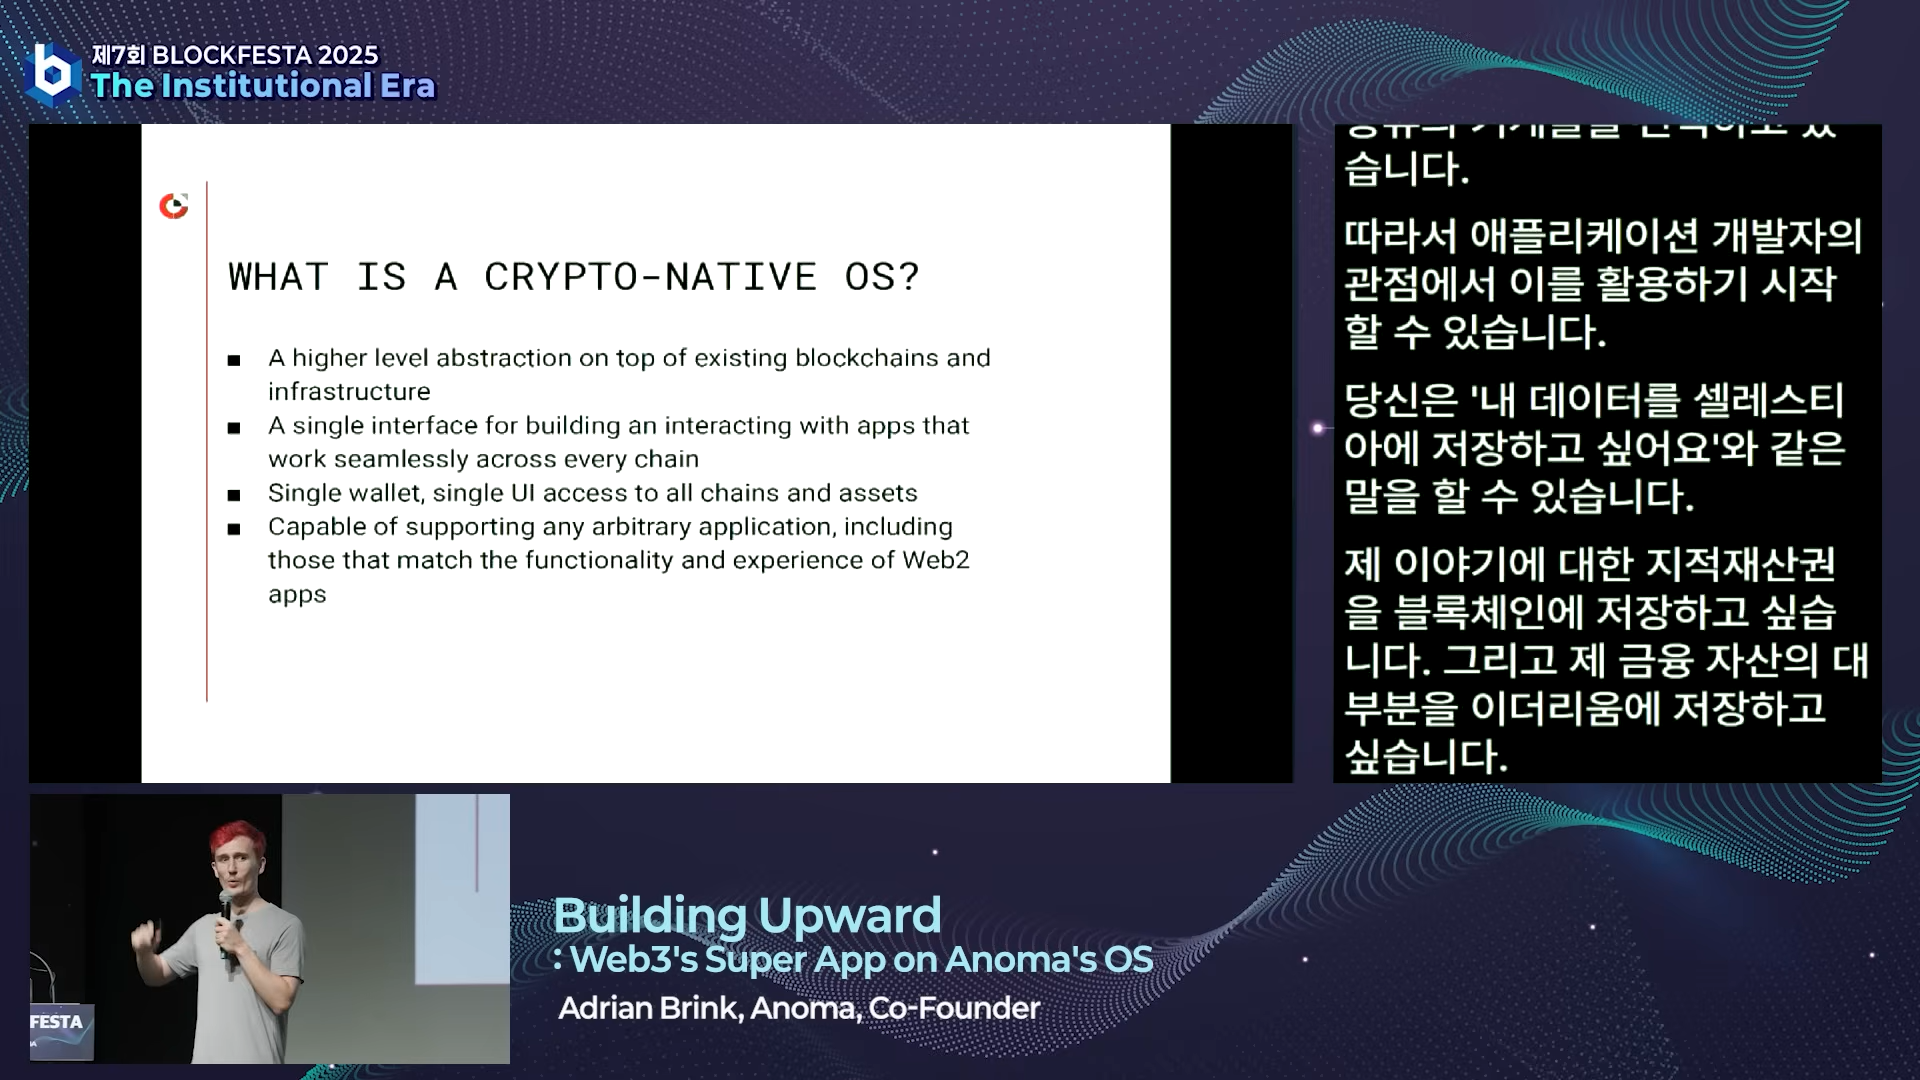 제7회 BLOCKFESTA 2025
The Institutional Era
WHAT IS A CRYPTO-NATIVE OS?
A higher level abstraction on top of existing blockchains and
infrastructure
A single interface for building an interacting with apps that
work seamlessly across every chain
Single wallet, single UI access to all chains and assets
Capable of supporting any arbitrary application, including
those that match the functionality and experience of Web2
apps
습니다.
따라서 애플리케이션 개발자의
관점에서 이를 활용하기 시작
할 수 있습니다.
당신은 '내 데이터를 셀레스티
아에 저장하고 싶어요'와 같은
말을 할 수 있습니다.
제 이야기에 대한 지적재산권
을 블록체인에 저장하고 싶습
니다. 그리고 제 금융 자산의 대
부분을 이더리움에 저장하고
싶습니다.
FESTA
Building Upward
: Web3's Super App on Anoma's OS
Adrian Brink, Anoma, Co-Founder